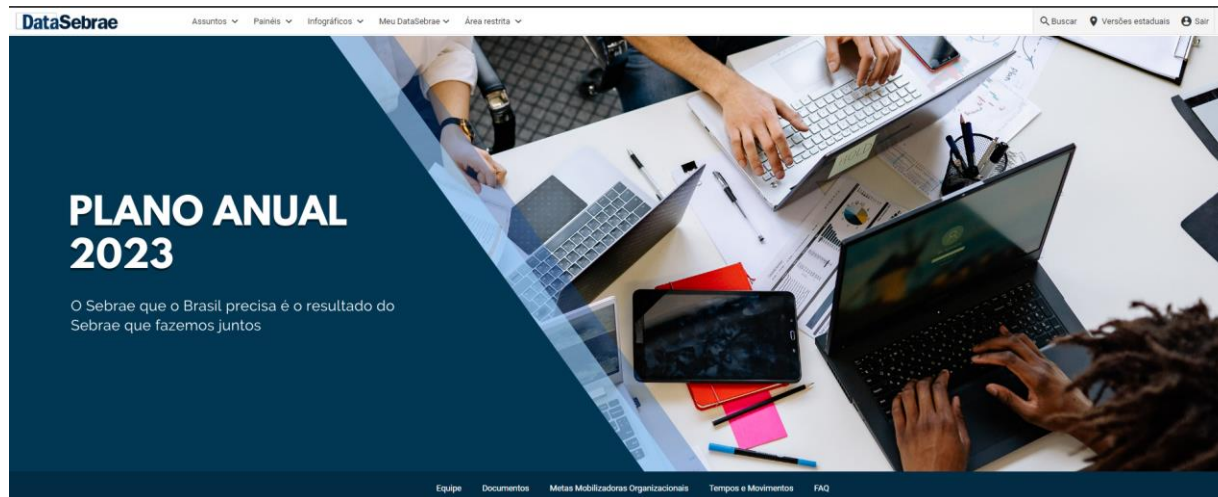 DataSebrae
Assuntos
Painéis
Infográficos
Meu DataSebrae
Área restrita
Buscar
Versões estaduais
Sair
PLANO ANUAL
2023
O Sebrae que o Brasil precisa é o resultado do
Sebrae que fazemos juntos
HOLD
Equipe
Documentos
Metas Mobilizadoras Organizacionais
Tempos e Movimentos
FAQ